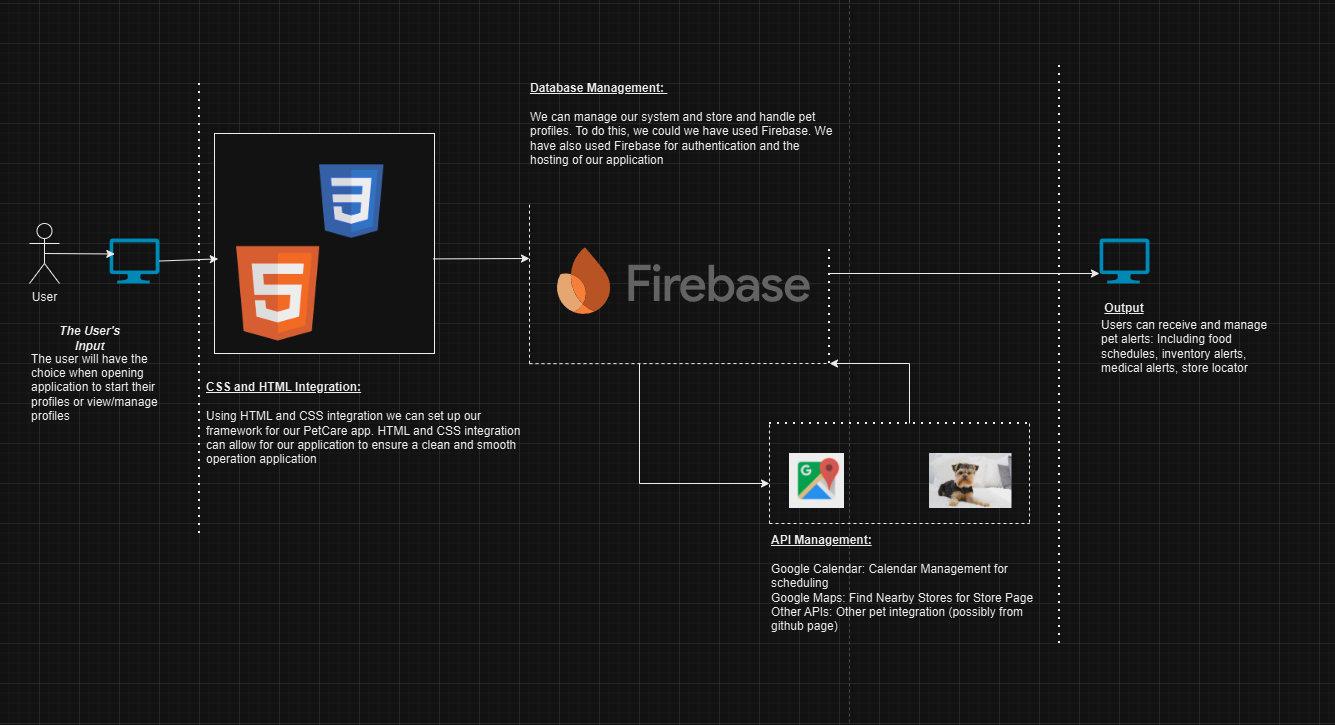 Database Management:
We can manage our system and store and handle pet
profiles. To do this, we could we have used Firebase. We
have also used Firebase for authentication and the
hosting of our application
3
5
Firebase
User
The User's
Input
The user will have the
choice when opening
application to start their
profiles or view/manage
profiles
CSS and HTML Integration:
Using HTML and CSS integration we can set up our
framework for our PetCare app. HTML and CSS integration
can allow for our application to ensure a clean and smooth
operation application
G
API Management:
Google Calendar: Calendar Management for
scheduling
Google Maps: Find Nearby Stores for Store Page
Other APIs: Other pet integration (possibly from
github page)
Output
Users can receive and manage
pet alerts: Including food
schedules, inventory alerts,
medical alerts, store locator